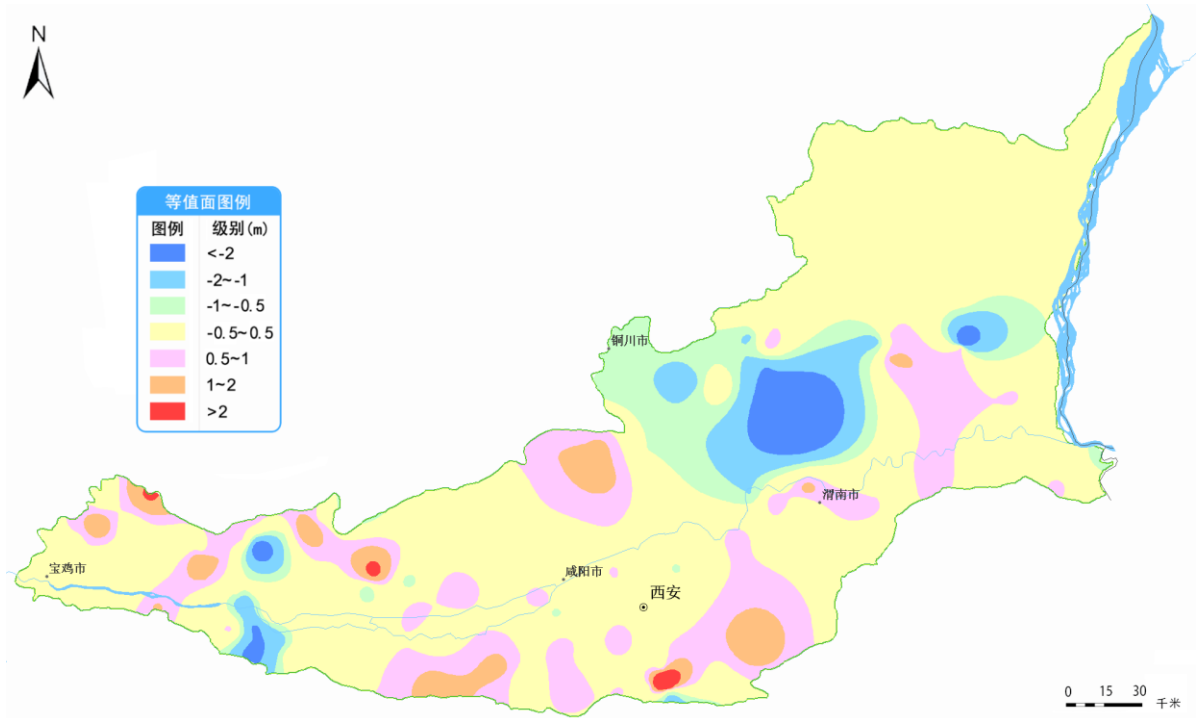 N
等值面图例
图例 级别(m)
<-2
-2~-1
-1~-0.5
-0.5~0.5
0.5~1
1~2
>2
铜川市
渭南市
宝鸡市
咸阳市
西安
0 15 30
千米